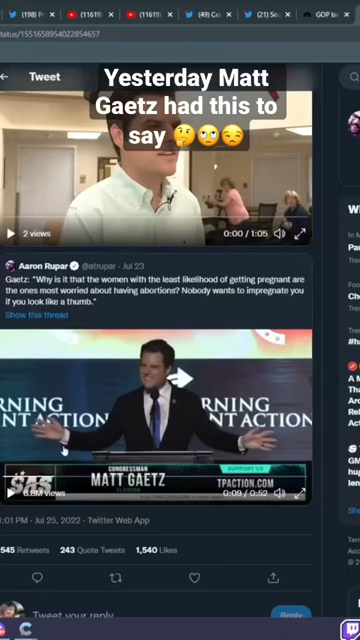 (198) P
(11619)
(11619)
(49) Ce
(21) Se
GOP In
status/1551658954022854657
Tweet
Yesterday Matt
Gaetz had this to
say 🤔🙄😒
2 views
0:00 / 1:05
Aaron Rupar @atrupar · Jul 23
Gaetz: "Why is it that the women with the least likelihood of getting pregnant are
the ones most worried about having abortions? Nobody wants to impregnate you
if you look like a thumb."
Show this thread
RNING
NT ACTION
RNING
NT ACTION
SAS
CONGRESSMAN
MATT GAETZ
SUPPORT US
TPACTION.COM
6.8M views
0:09 / 0:52
:01 PM · Jul 25, 2022 · Twitter Web App
545 Retweets 243 Quote Tweets 1,540 Likes
Tweet your reply
Reply